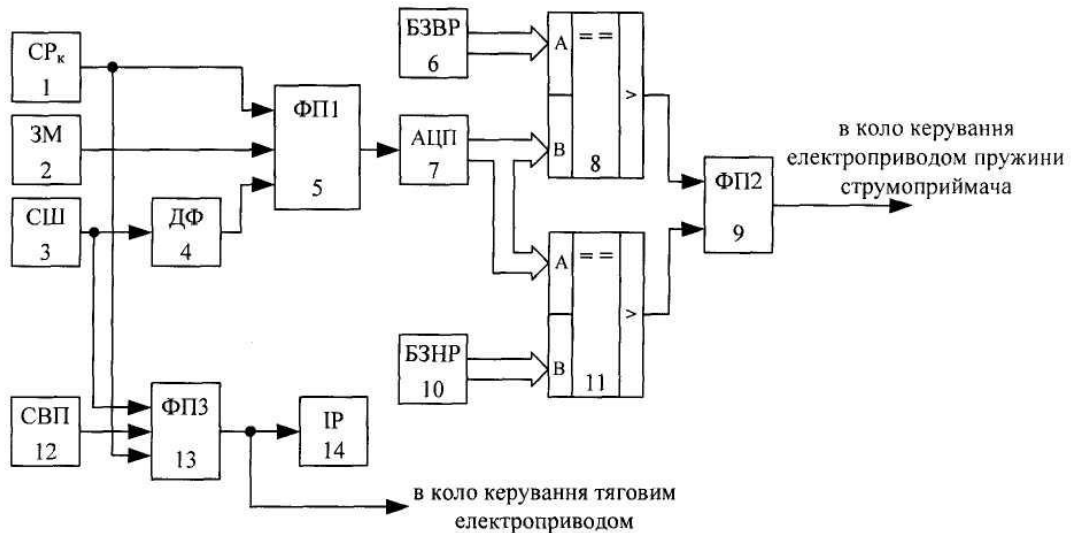 СРк
1
ЗМ
2
СШ
3
ДФ
4
ФП1
5
БЗВР
6
АЦП
7
A
= =
>
B
8
ФП2
9
в коло керування
електроприводом пружини
струмоприймача
A
= =
>
B
11
БЗНР
10
СВП
12
ФП3
13
ІР
14
в коло керування тяговим
електроприводом